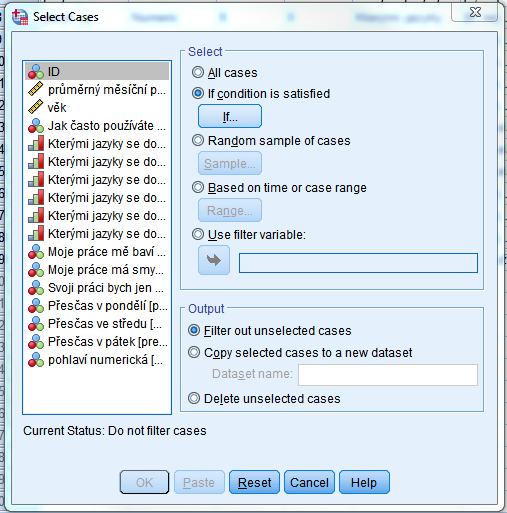 Select Cases
ID
průměrný měsíční p...
věk
Jak často používáte ...
Kterými jazyky se do...
Kterými jazyky se do...
Kterými jazyky se do...
Kterými jazyky se do...
Kterými jazyky se do...
Kterými jazyky se do...
Moje práce mě baví ...
Moje práce má smy...
Svoji práci bych jen ...
Přesčas v pondělí [p...
Přesčas ve středu [...
Přesčas v pátek [pre...
pohlaví numerická [...
Select
All cases
If condition is satisfied
If...
Random sample of cases
Sample...
Based on time or case range
Range...
Use filter variable:
Output
Filter out unselected cases
Copy selected cases to a new dataset
Dataset name:
Delete unselected cases
Current Status: Do not filter cases
OK Paste Reset Cancel Help